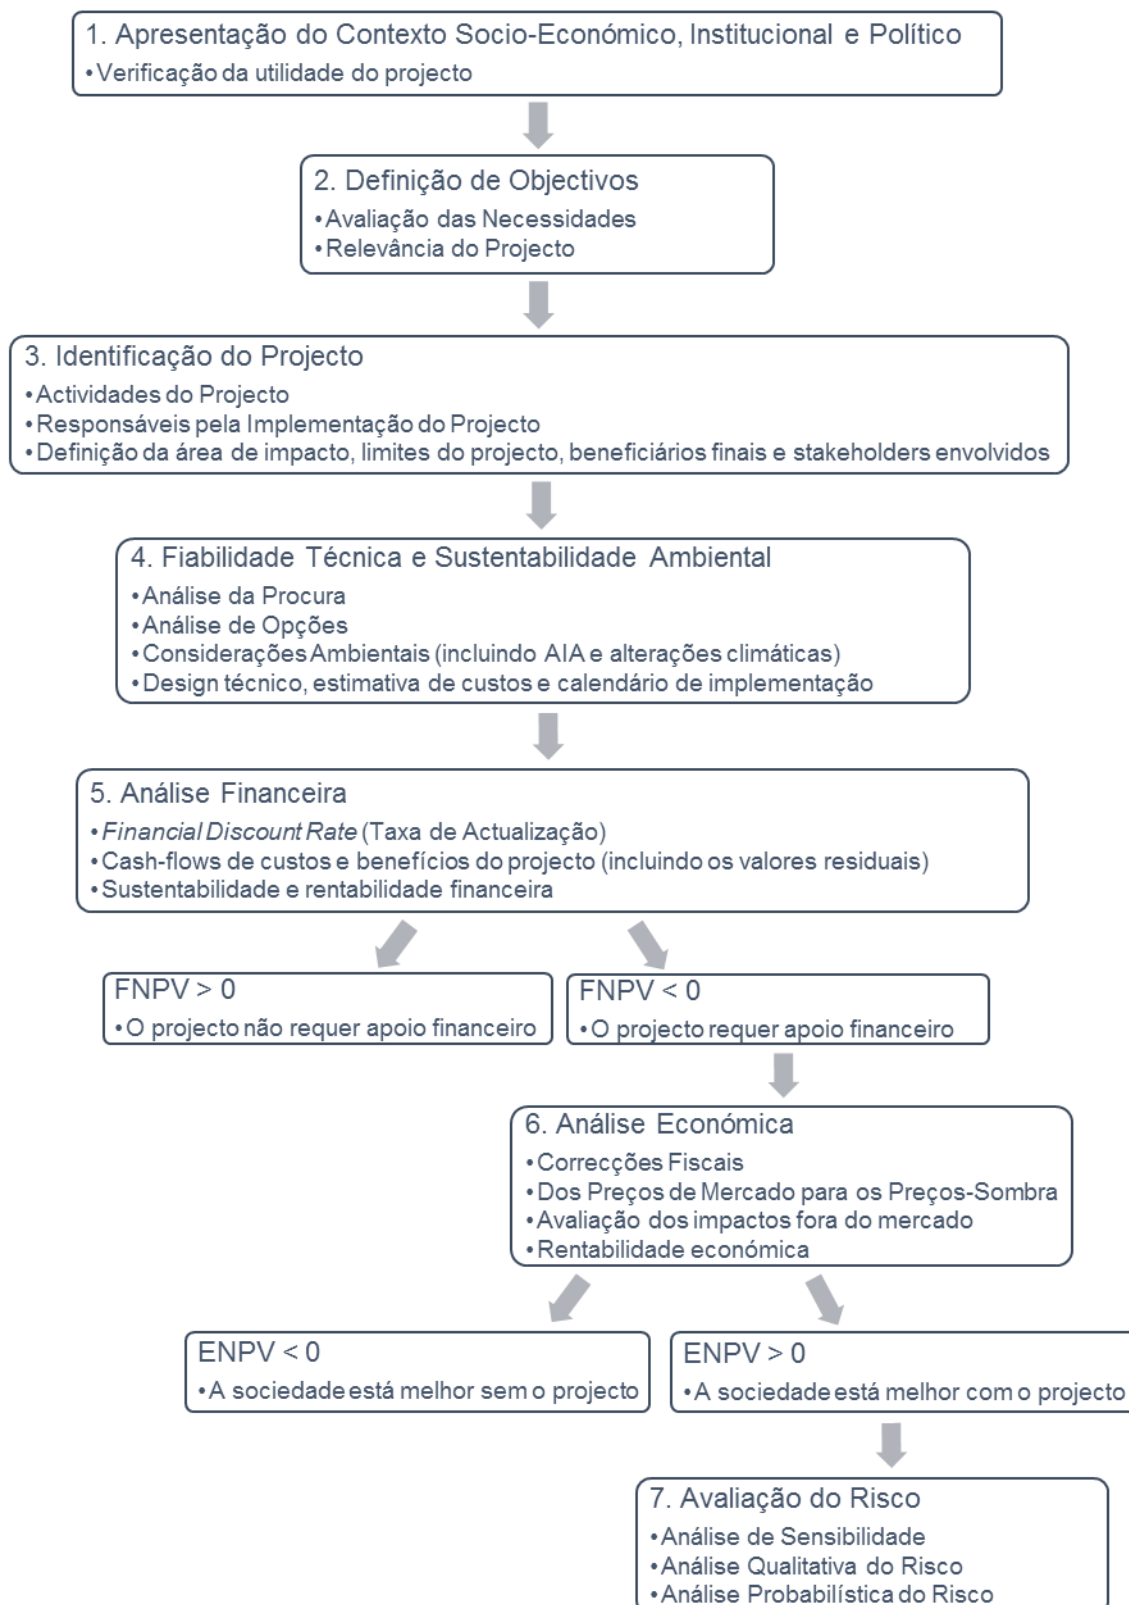 1. Apresentação do Contexto Socio-Económico, Institucional e Político
•Verificação da utilidade do projecto
2. Definição de Objectivos
•Avaliação das Necessidades
•Relevância do Projecto
3. Identificação do Projecto
•Actividades do Projecto
•Responsáveis pela Implementação do Projecto
•Definição da área de impacto, limites do projecto, beneficiários finais e stakeholders envolvidos
4. Fiabilidade Técnica e Sustentabilidade Ambiental
•Análise da Procura
•Análise de Opções
•Considerações Ambientais (incluindo AIA e alterações climáticas)
•Design técnico, estimativa de custos e calendário de implementação
5. Análise Financeira
•Financial Discount Rate (Taxa de Actualização)
•Cash-flows de custos e benefícios do projecto (incluindo os valores residuais)
•Sustentabilidade e rentabilidade financeira
FNPV > 0
•O projecto não requer apoio financeiro
FNPV < 0
•O projecto requer apoio financeiro
6. Análise Económica
•Correcções Fiscais
•Dos Preços de Mercado para os Preços-Sombra
•Avaliação dos impactos fora do mercado
•Rentabilidade económica
ENPV < 0
•A sociedade está melhor sem o projecto
ENPV > 0
•A sociedade está melhor com o projecto
7. Avaliação do Risco
•Análise de Sensibilidade
•Análise Qualitativa do Risco
•Análise Probabilística do Risco